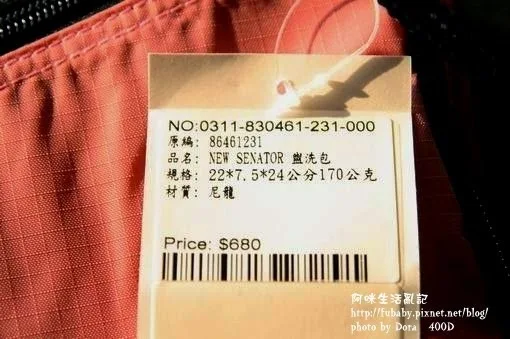 NO:0311-830461-231-000
原編: 86461231
品名: NEW SENATOR 盥洗包
規格: 22*7.5*24公分170公克
材質: 尼龍
Price: $680
阿咪生活亂記
http://fubaby.pixnet.net/blog/
photo by Dora 400D